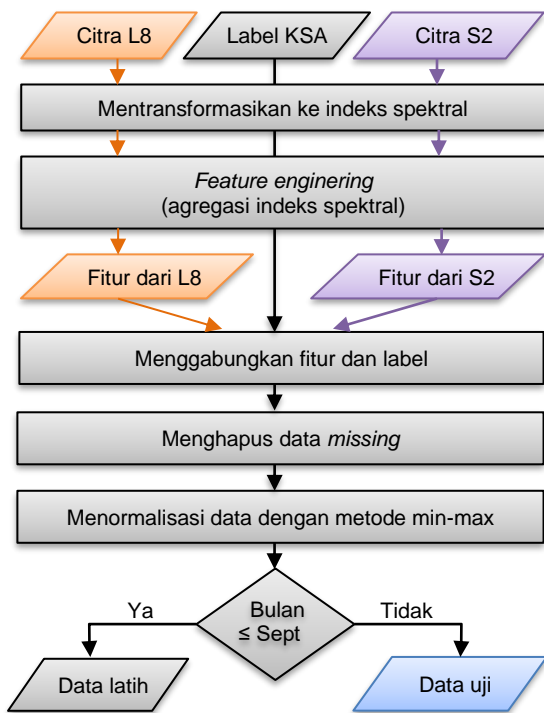 Citra L8
Label KSA
Citra S2
Mentransformasikan ke indeks spektral
Feature enginering
(agregasi indeks spektral)
Fitur dari L8
Fitur dari S2
Menggabungkan fitur dan label
Menghapus data missing
Menormalisasi data dengan metode min-max
Ya
Bulan
≤ Sept
Tidak
Data latih
Data uji